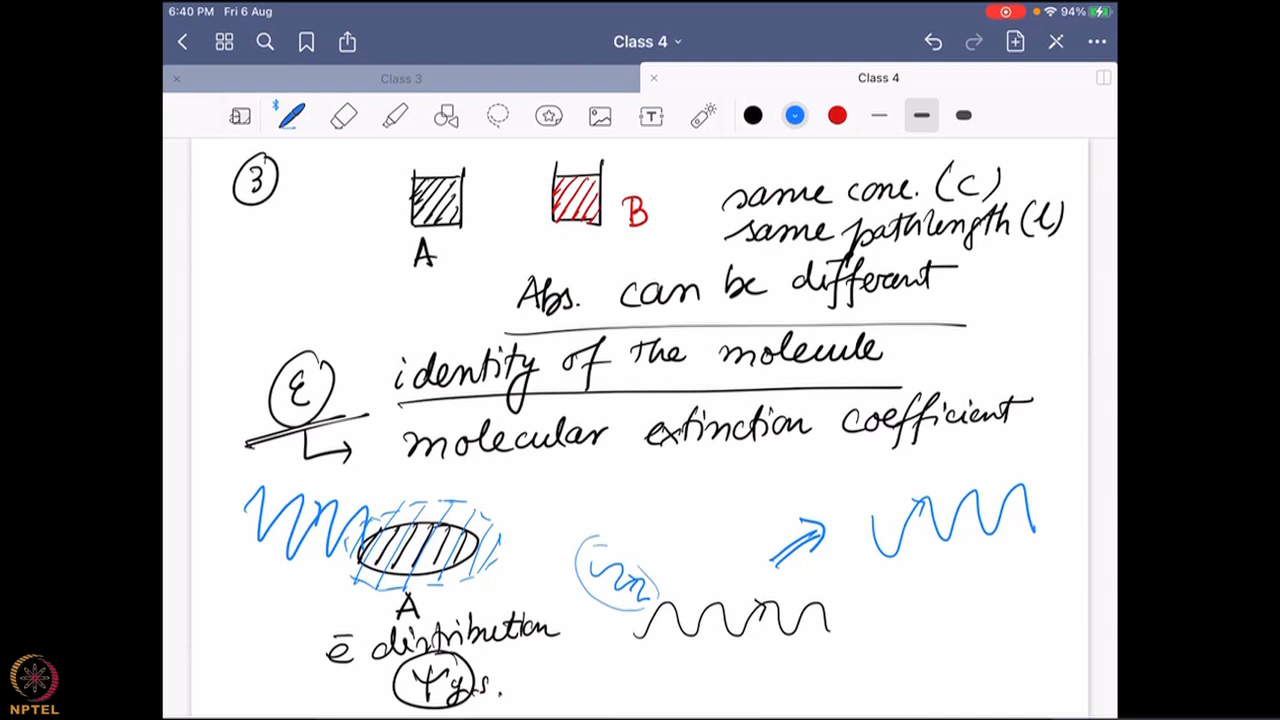 6:40 PM Fri 6 Aug 94%
Class 4
Class 3 Class 4
3
same conc. (C)
B
same pathlength (l)
A
Abs. can be different
identity of the molecule
ε
molecular extinction coefficient
A
ē distribution
Ψg.s.
NPTEL